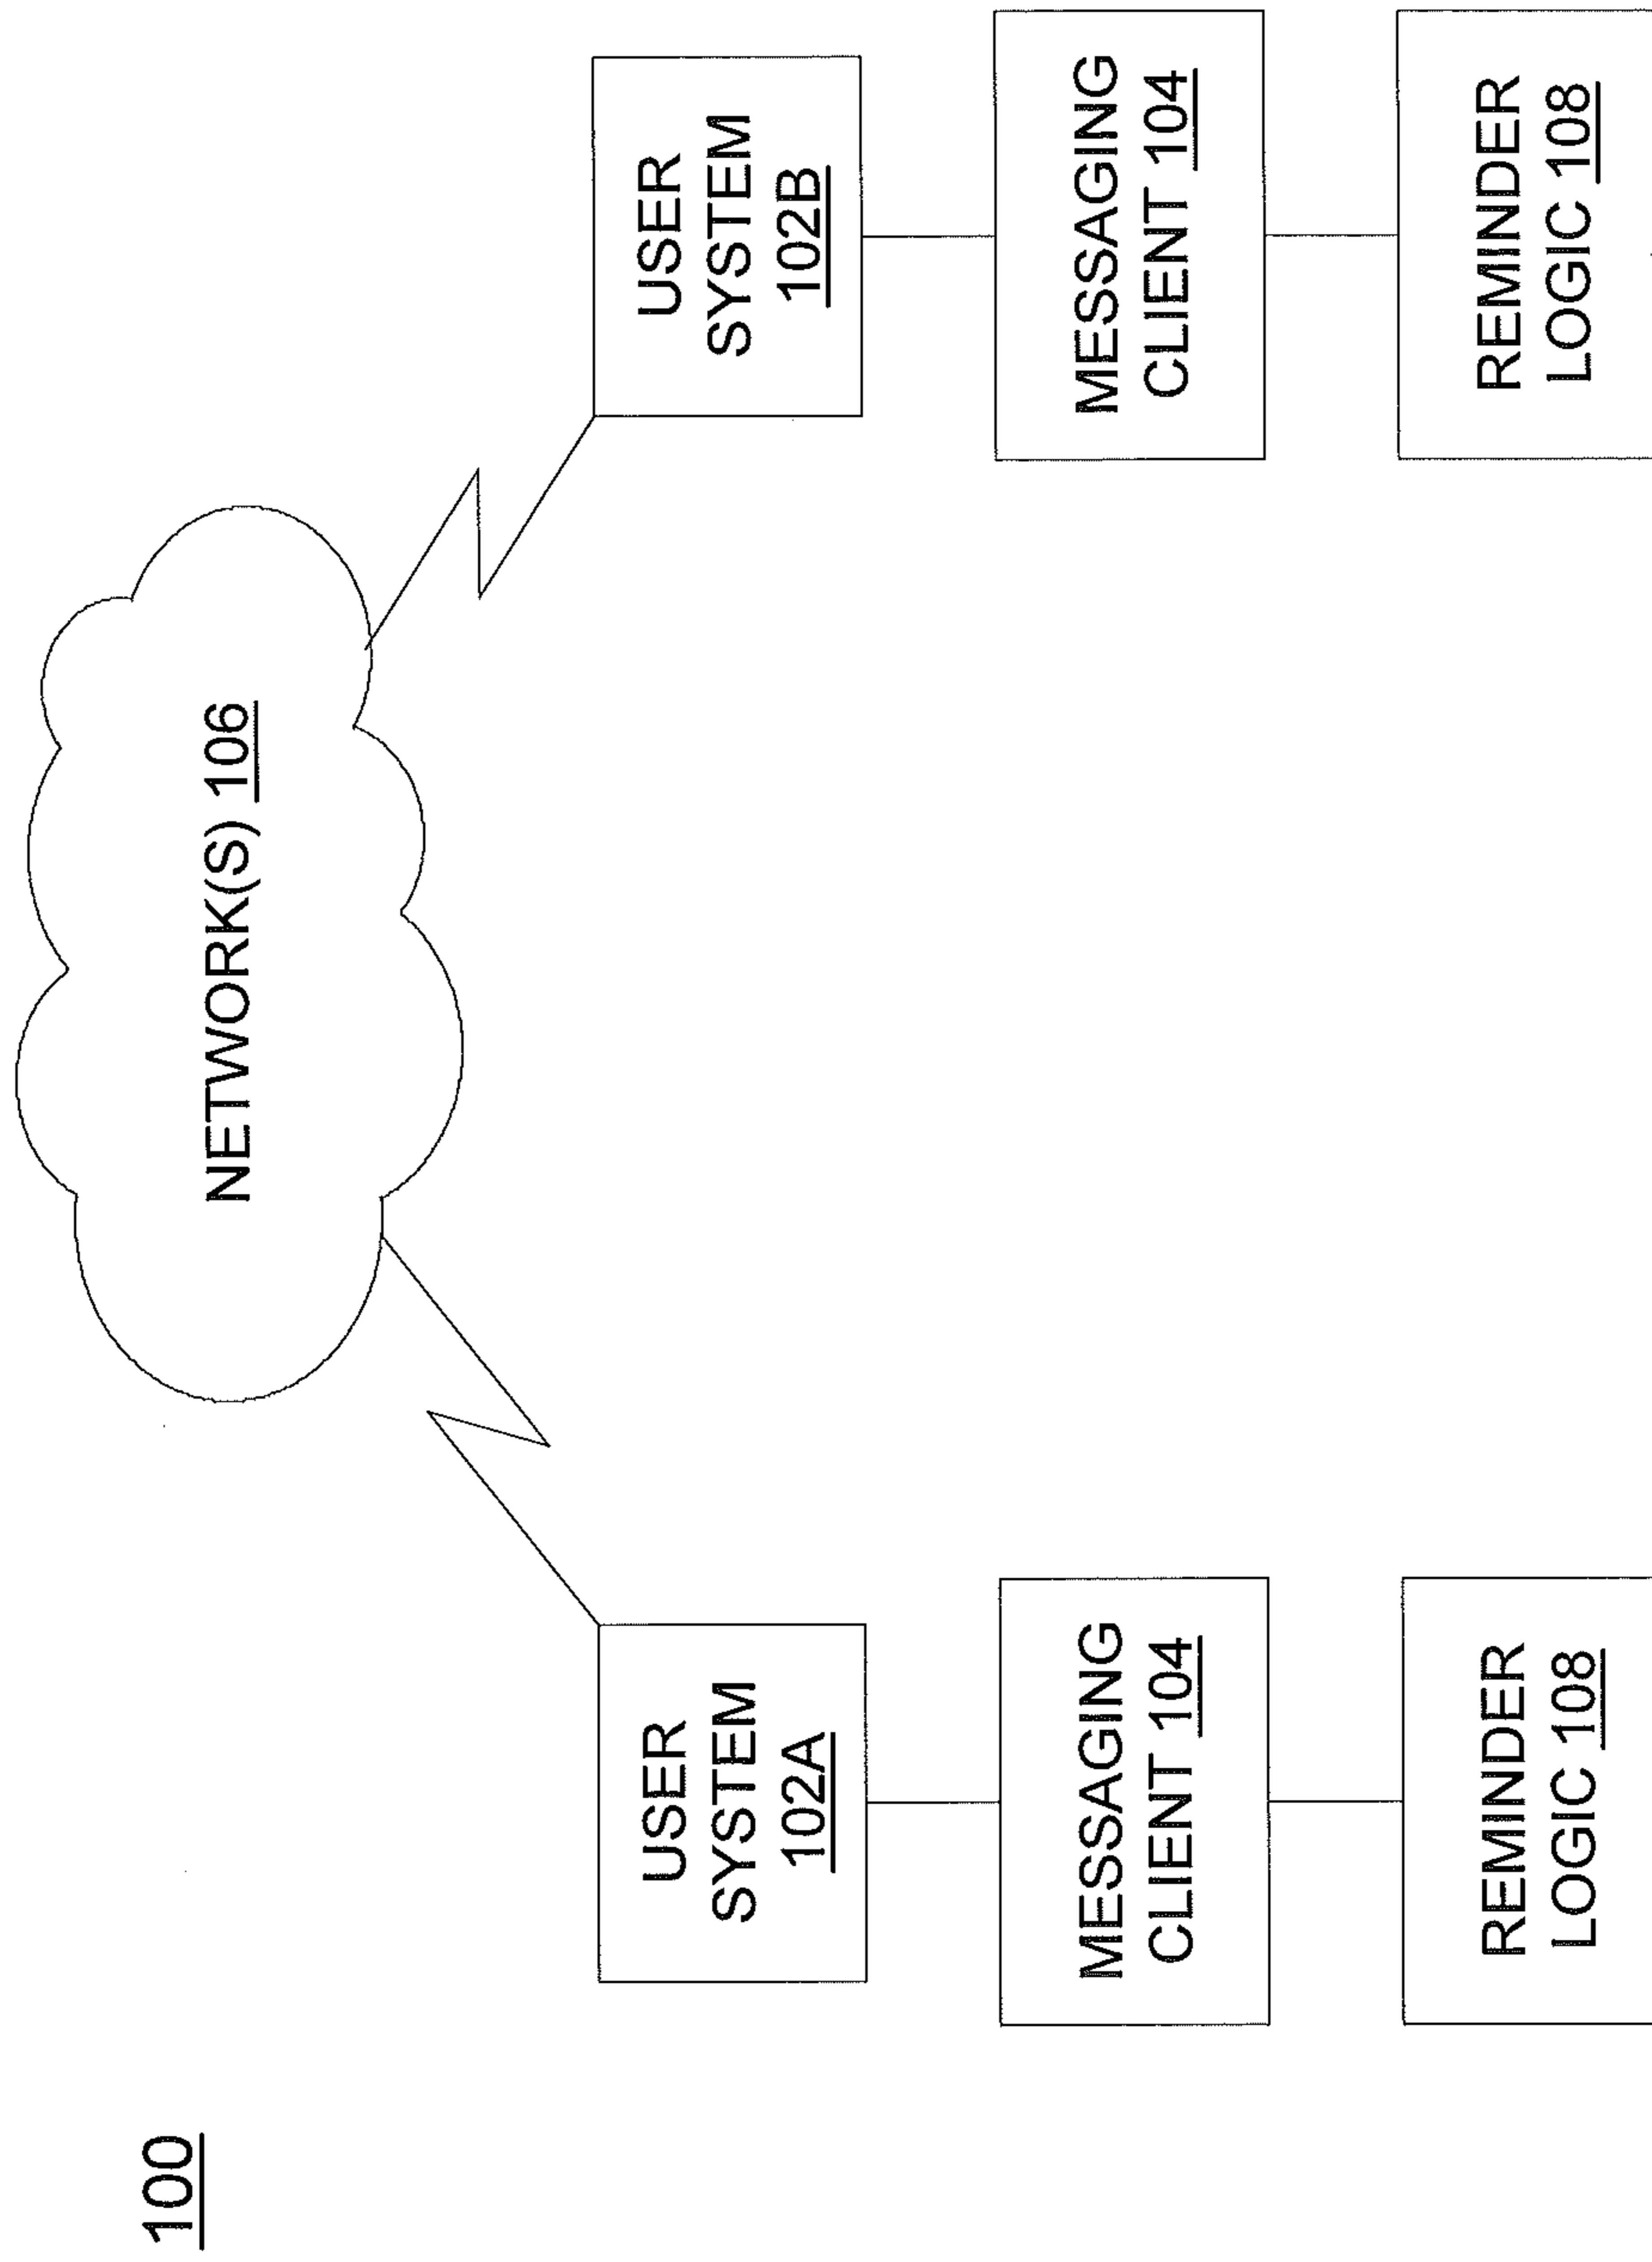 100
NETWORK(S) 106
USER
SYSTEM
102A
USER
SYSTEM
102B
MESSAGING
CLIENT 104
MESSAGING
CLIENT 104
REMINDER
LOGIC 108
REMINDER
LOGIC 108